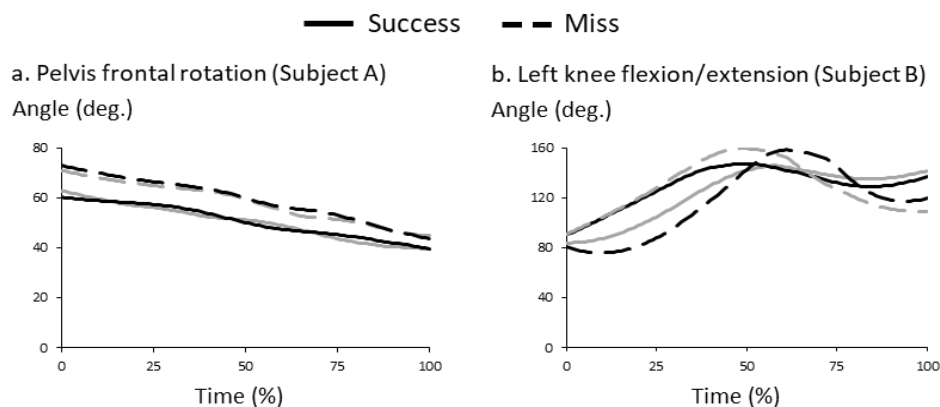 Success Miss
a. Pelvis frontal rotation (Subject A)
Angle (deg.)
80
60
40
20
0
0 25 50 75 100
Time (%)
b. Left knee flexion/extension (Subject B)
Angle (deg.)
160
120
80
40
0
0 25 50 75 100
Time (%)